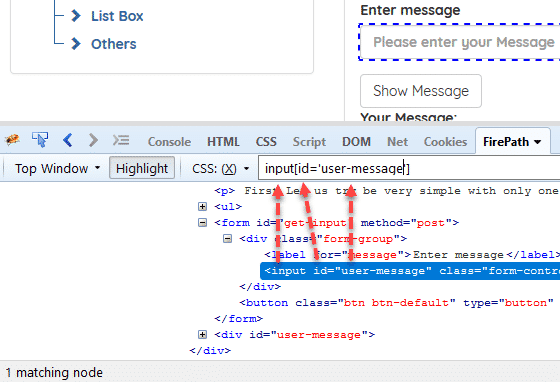 List Box
Others
Enter message
Please enter your Message
Show Message
Your Message:
Console HTML CSS Script DOM Net Cookies FirePath
Top Window Highlight CSS: (X) input[id='user-message']
<p> First Let us try be very simple with only one
<ul>
<form id="get-input" method="post">
<div class="form-group">
<label for="message">Enter message</label>
<input id="user-message" class="form-contro
</div>
<button class="btn btn-default" type="button"
</form>
<div id="user-message">
</div>
1 matching node